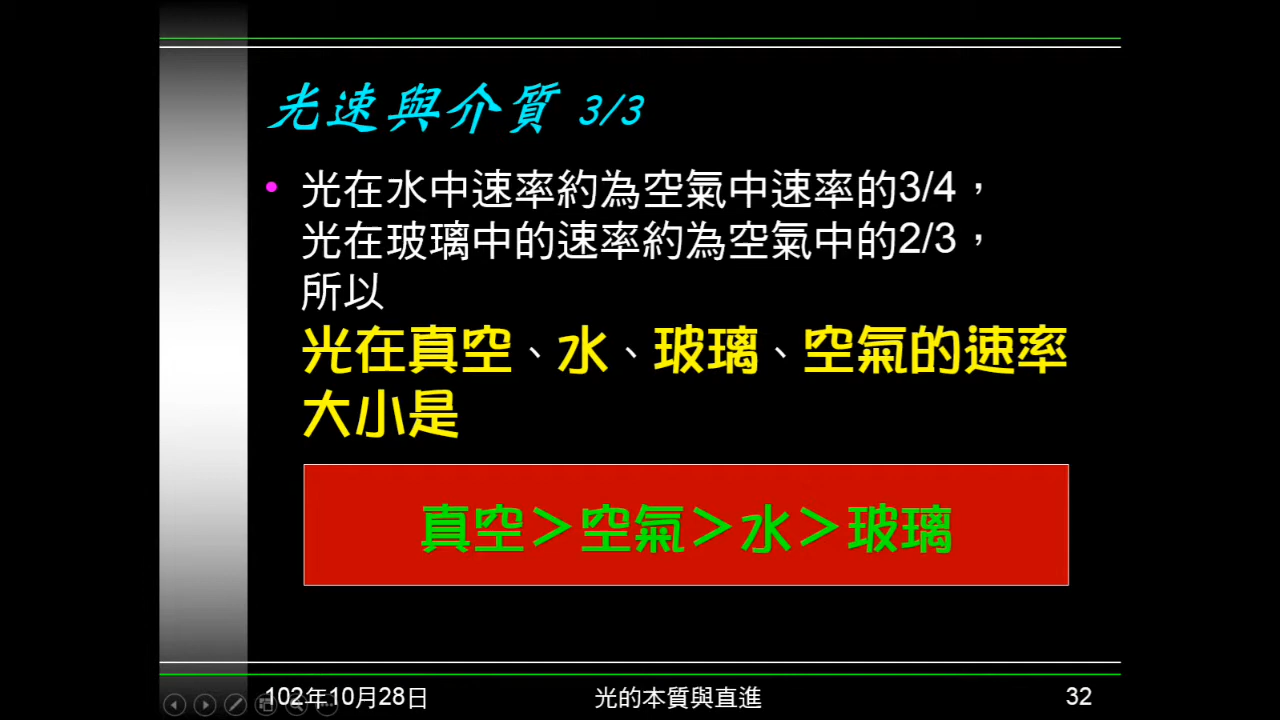 光速與介質 3/3
• 光在水中速率約為空氣中速率的3/4，
光在玻璃中的速率約為空氣中的2/3，
所以
光在真空、水、玻璃、空氣的速率
大小是
真空＞空氣＞水＞玻璃
102年10月28日 光的本質與直進 32